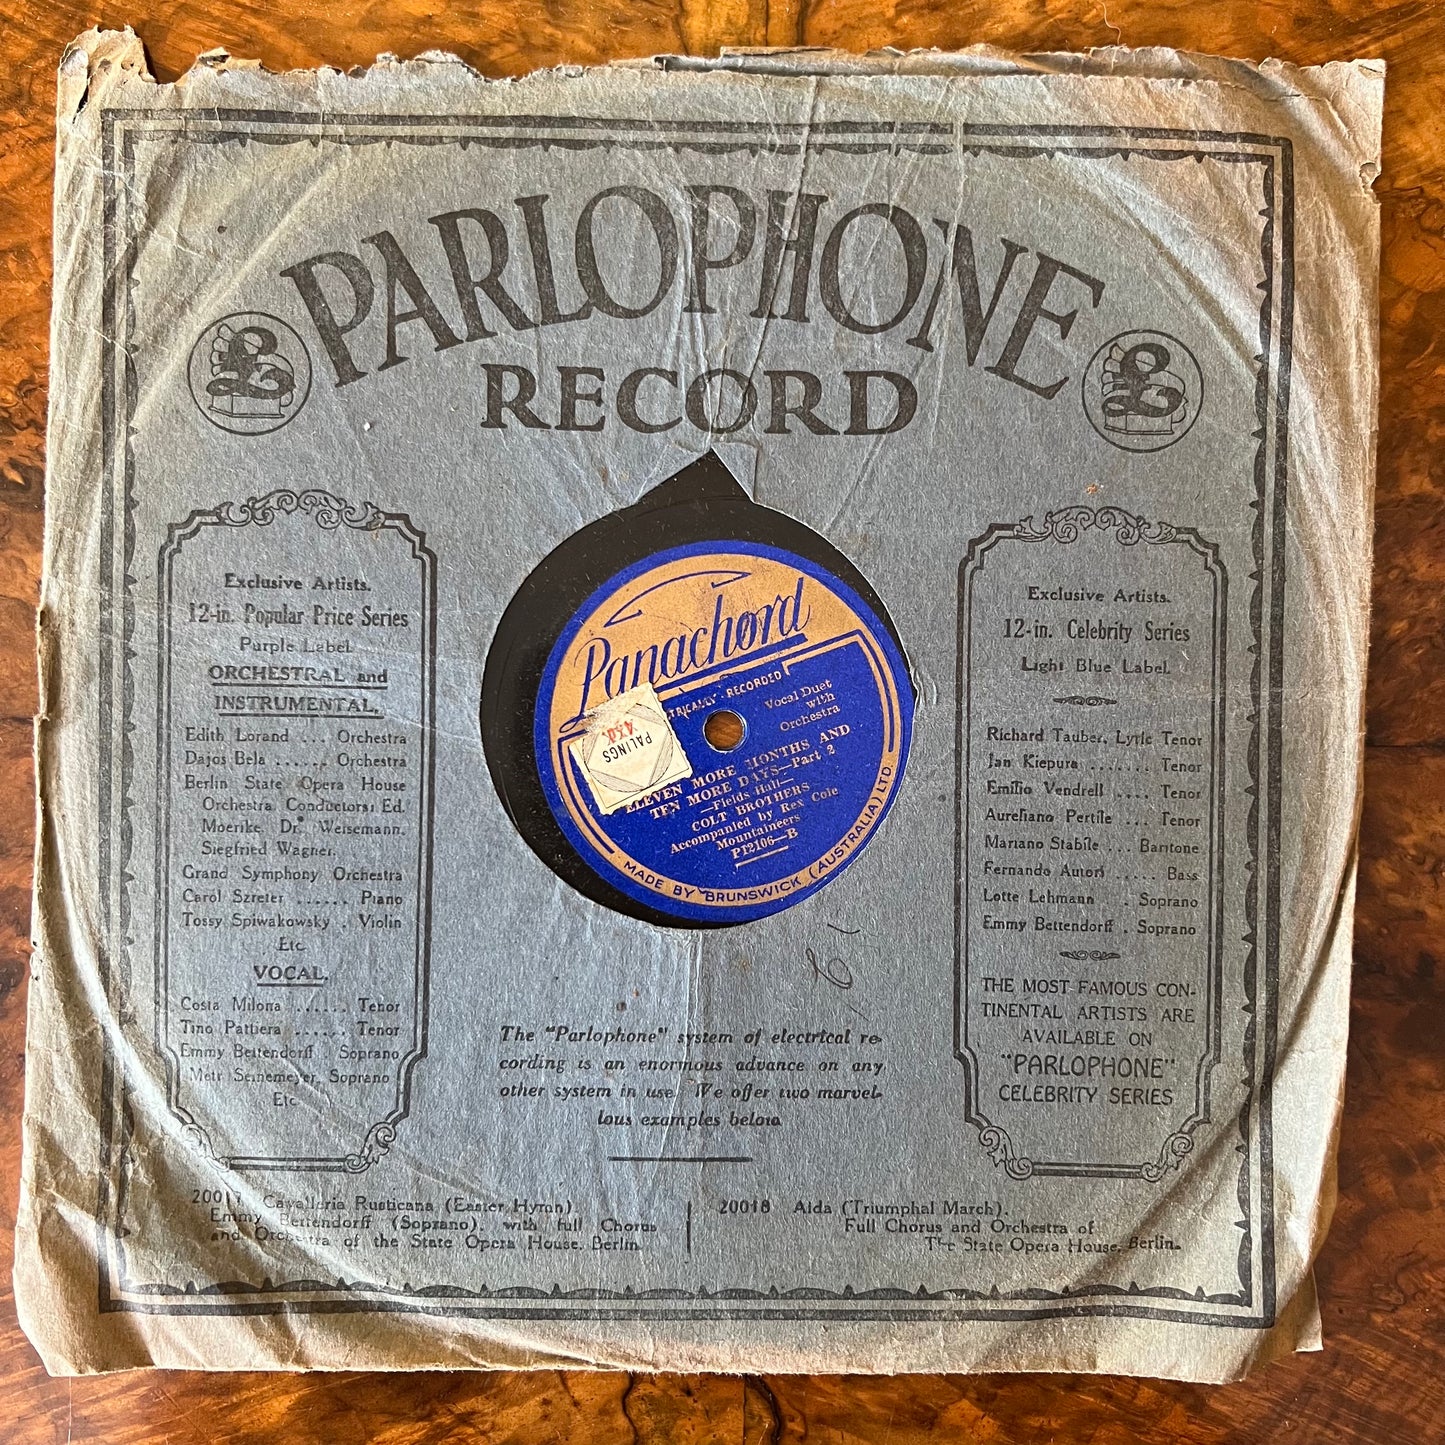 PARLOPHONE
RECORD
Exclusive Artists.
12-in. Popular Price Series
Purple Label
ORCHESTRAL and
INSTRUMENTAL.
Edith Lorand ... Orchestra
Dajos Bela ...... Orchestra
Berlin State Opera House
Orchestra Conductors: Ed.
Moerike, Dr. Weisemann,
Siegfried Wagner.
Grand Symphony Orchestra
Carol Szreter ...... Piano
Tossy Spiwakowsky . Violin
Etc
VOCAL.
Costa Milona ...... Tenor
Tino Pattiera ...... Tenor
Emmy Bettendorff . Soprano
Meta Seinemeyer, Soprano
Etc
Panachord
TRICALLY-RECORDED
Vocal Duet
with
Orchestra
PALINGS
ELEVEN MORE MONTHS AND
TEN MORE DAYS—Part 2
—Fields Hall—
COLT BROTHERS
Accompanied by Rex Cole
Mountaineers
P12106—B
MADE BY BRUNSWICK (AUSTRALIA) LTD.
Exclusive Artists.
12-in. Celebrity Series
Light Blue Label
Richard Tauber, Lyric Tenor
Jan Kiepura ....... Tenor
Emilio Vendrell .... Tenor
Aureliano Pertile ... Tenor
Mariano Stabile ... Baritone
Fernando Autori ..... Bass
Lotte Lehmann . Soprano
Emmy Bettendorff . Soprano
THE MOST FAMOUS CON-
TINENTAL ARTISTS ARE
AVAILABLE ON
"PARLOPHONE"
CELEBRITY SERIES
The "Parlophone" system of electrical re-
cording is an enormous advance on any
other system in use. We offer two marvel-
lous examples below
20017 Cavalleria Rusticana (Easter Hymn).
Emmy Bettendorff (Soprano), with full Chorus
and Orchestra of the State Opera House, Berlin.
20018 Aida (Triumphal March).
Full Chorus and Orchestra of
The State Opera House, Berlin.